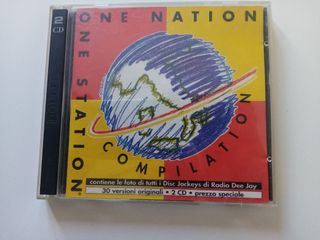 2
CD
ONE NATION
ONE STATION
COMPILATION
contiene le foto di tutti i Disc Jockeys di Radio Dee Jay
30 versioni originali • 2 CD • prezzo speciale